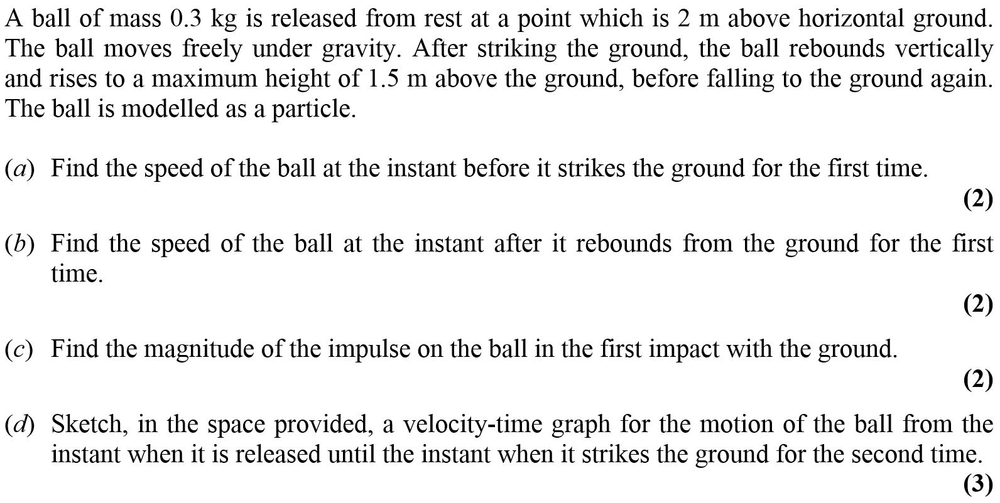 A ball of mass 0.3 kg is released from rest at a point which is 2 m above horizontal ground.
The ball moves freely under gravity. After striking the ground, the ball rebounds vertically
and rises to a maximum height of 1.5 m above the ground, before falling to the ground again.
The ball is modelled as a particle.
(a) Find the speed of the ball at the instant before it strikes the ground for the first time.
(2)
(b) Find the speed of the ball at the instant after it rebounds from the ground for the first
time.
(2)
(c) Find the magnitude of the impulse on the ball in the first impact with the ground.
(2)
(d) Sketch, in the space provided, a velocity-time graph for the motion of the ball from the
instant when it is released until the instant when it strikes the ground for the second time.
(3)